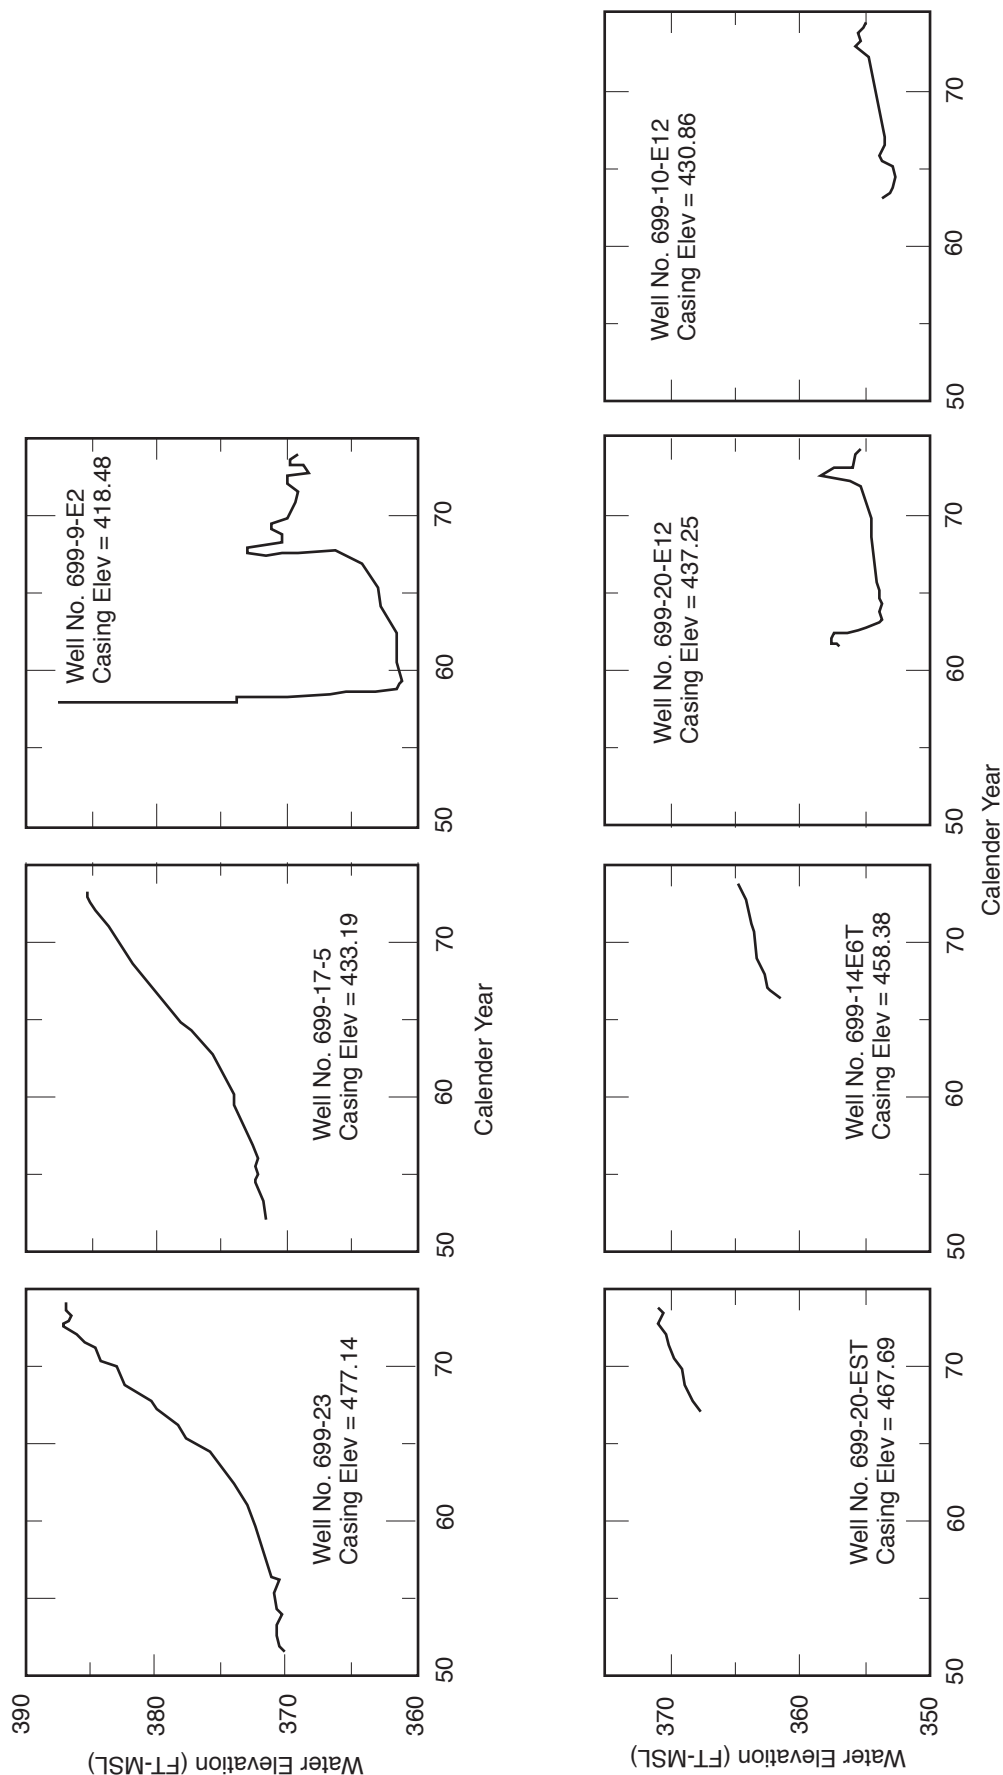 390
380
370
360
Water Elevation (FT-MSL)
Well No. 699-23
Casing Elev = 477.14
50
60
70
Well No. 699-17-5
Casing Elev = 433.19
50
60
70
Well No. 699-9-E2
Casing Elev = 418.48
50
60
70
Calender Year
370
360
350
Water Elevation (FT-MSL)
Well No. 699-20-EST
Casing Elev = 467.69
50
60
70
Well No. 699-14E6T
Casing Elev = 458.38
50
60
70
Well No. 699-20-E12
Casing Elev = 437.25
50
60
70
Well No. 699-10-E12
Casing Elev = 430.86
50
60
70
Calender Year